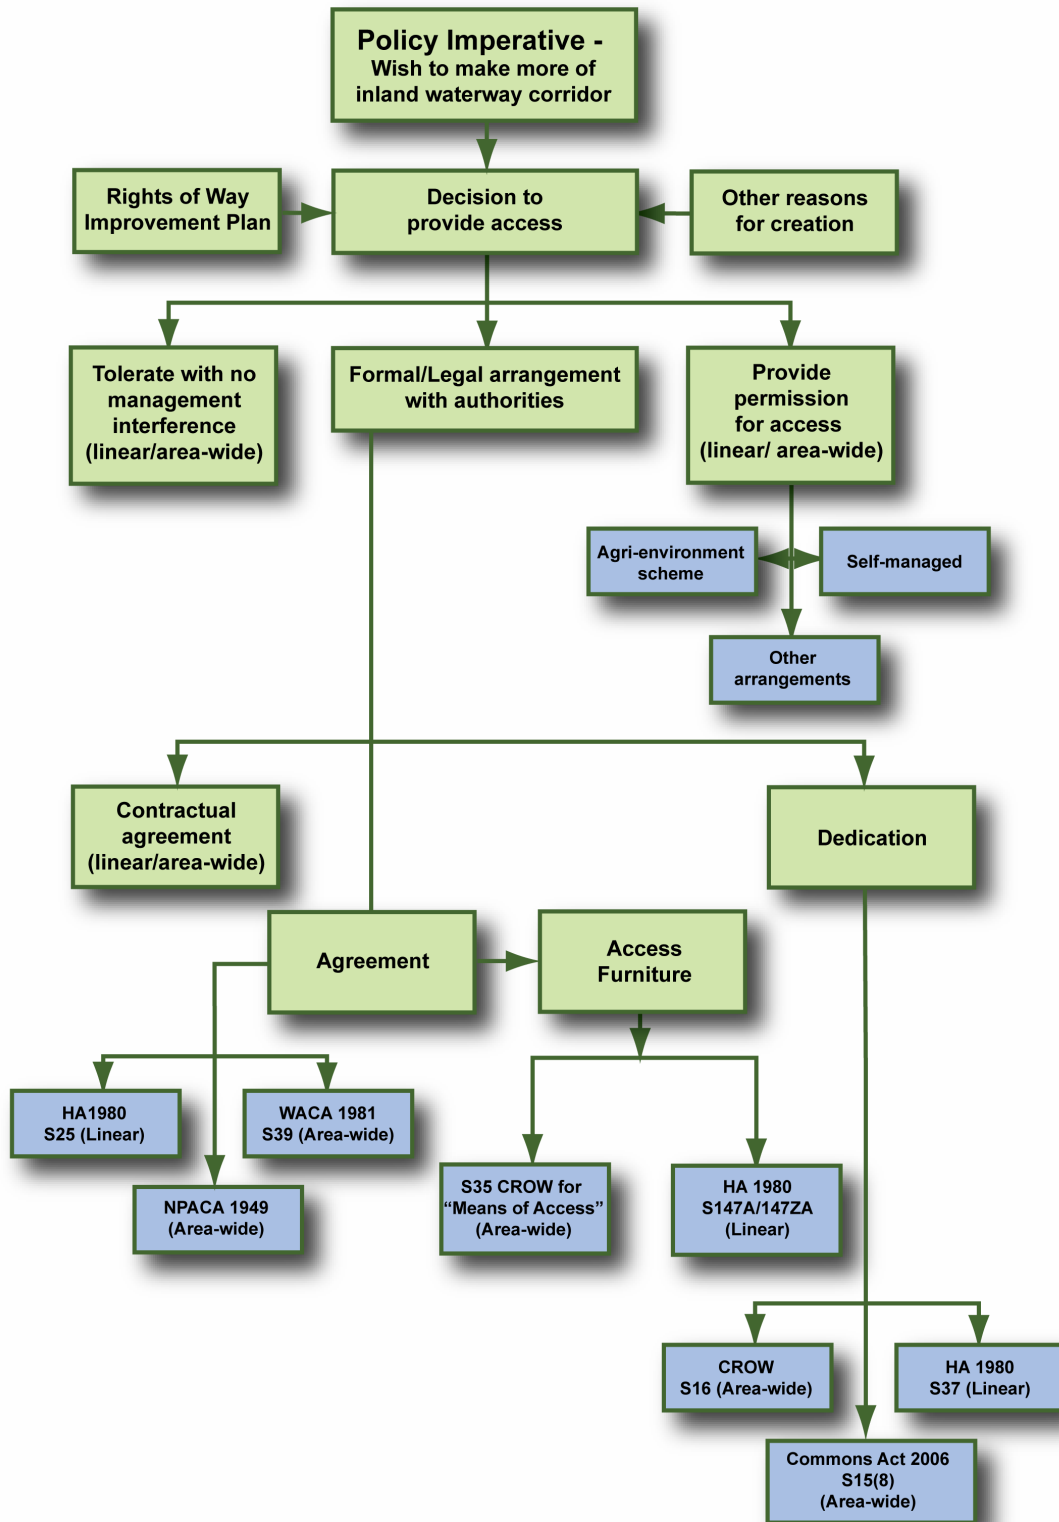 Policy Imperative -
Wish to make more of
inland waterway corridor
Rights of Way
Improvement Plan
Decision to
provide access
Other reasons
for creation
Tolerate with no
management
interference
(linear/area-wide)
Formal/Legal arrangement
with authorities
Provide
permission
for access
(linear/ area-wide)
Agri-environment
scheme
Self-managed
Other
arrangements
Contractual
agreement
(linear/area-wide)
Dedication
Agreement
Access
Furniture
HA1980
S25 (Linear)
WACA 1981
S39 (Area-wide)
NPACA 1949
(Area-wide)
S35 CROW for
“Means of Access”
(Area-wide)
HA 1980
S147A/147ZA
(Linear)
CROW
S16 (Area-wide)
HA 1980
S37 (Linear)
Commons Act 2006
S15(8)
(Area-wide)